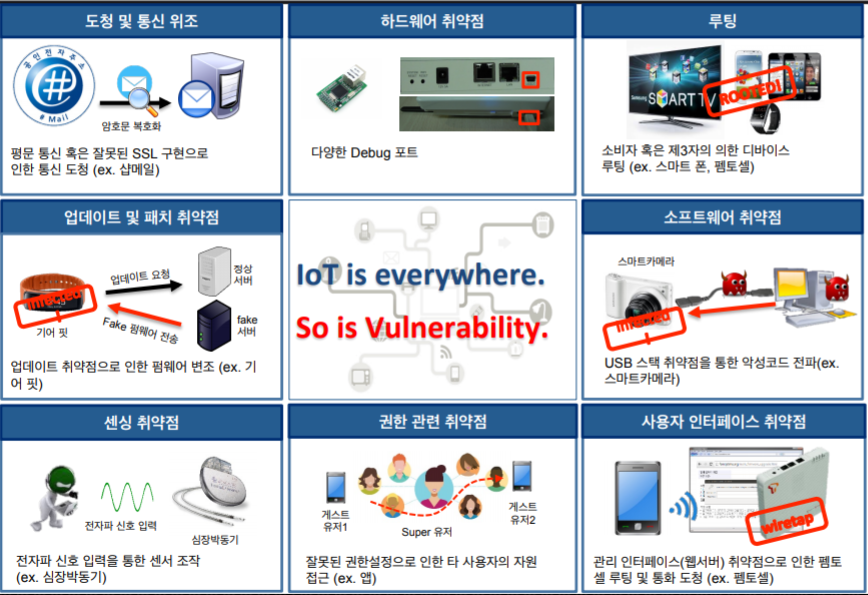 도청 및 통신 위조
공인전자주소
#
# Mail
암호문 복호화
평문 통신 혹은 잘못된 SSL 구현으로
인한 통신 도청 (ex. 샵메일)
하드웨어 취약점
다양한 Debug 포트
루팅
SAMSUNG
SMART TV
ROOTED!
소비자 혹은 제3자의 의한 디바이스
루팅 (ex. 스마트 폰, 펨토셀)
업데이트 및 패치 취약점
Infected
!
기어 핏
업데이트 요청
Fake 펌웨어 전송
정상
서버
fake
서버
업데이트 취약점으로 인한 펌웨어 변조 (ex. 기
어 핏)
IoT is everywhere.
So is Vulnerability.
소프트웨어 취약점
스마트카메라
Infected
!
USB 스택 취약점을 통한 악성코드 전파(ex.
스마트카메라)
센싱 취약점
전자파 신호 입력
심장박동기
전자파 신호 입력을 통한 센서 조작
(ex. 심장박동기)
권한 관련 취약점
게스트
유저1
Super 유저
게스트
유저2
잘못된 권한설정으로 인한 타 사용자의 자원
접근 (ex. 앱)
사용자 인터페이스 취약점
wiretap
관리 인터페이스(웹서버) 취약점으로 인한 펨토
셀 루팅 및 통화 도청 (ex. 펨토셀)